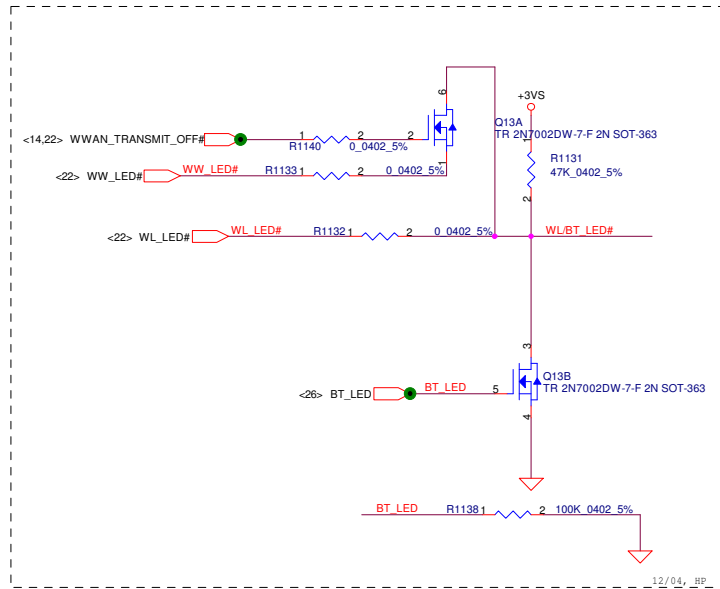 +3VS
6
Q13A
TR 2N7002DW-7-F 2N SOT-363
<14,22> WWAN_TRANSMIT_OFF# 1 2 2
R1140 0_0402_5%
1
R1131
47K_0402_5%
2
<22> WW_LED# WW_LED# R1133 1 2 0_0402_5% 1
<22> WL_LED# WL_LED# R1132 1 2 0_0402_5% WL/BT_LED#
3
Q13B
TR 2N7002DW-7-F 2N SOT-363
<26> BT_LED BT_LED 5
4
BT_LED R1138 1 2 100K_0402_5%
12/04, HP